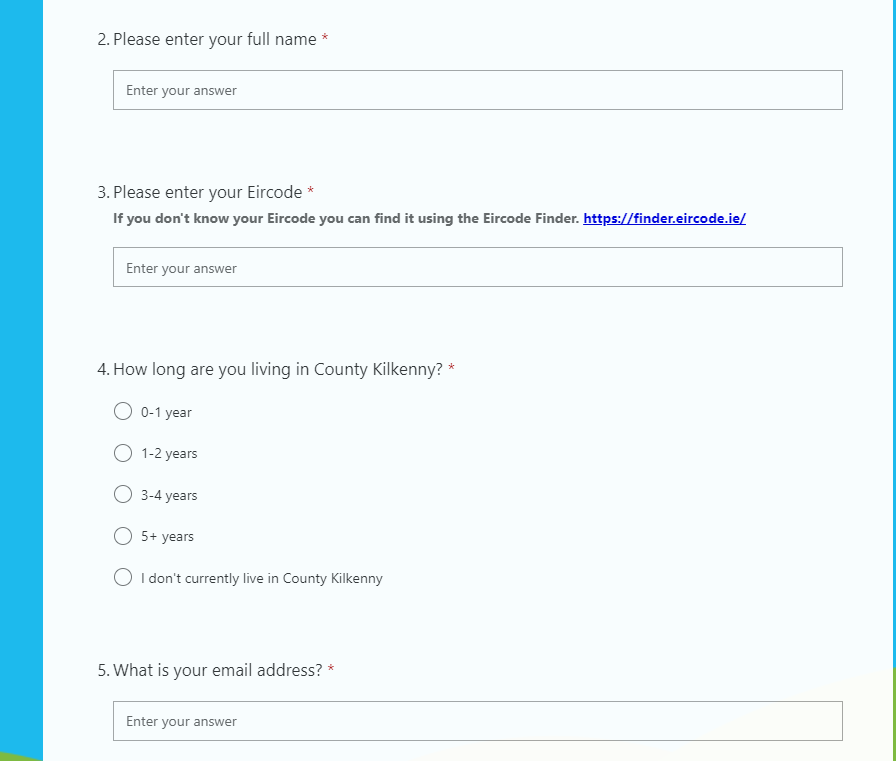 2. Please enter your full name *
Enter your answer
3. Please enter your Eircode *
If you don't know your Eircode you can find it using the Eircode Finder. https://finder.eircode.ie/
Enter your answer
4. How long are you living in County Kilkenny? *
0-1 year
1-2 years
3-4 years
5+ years
I don't currently live in County Kilkenny
5. What is your email address? *
Enter your answer